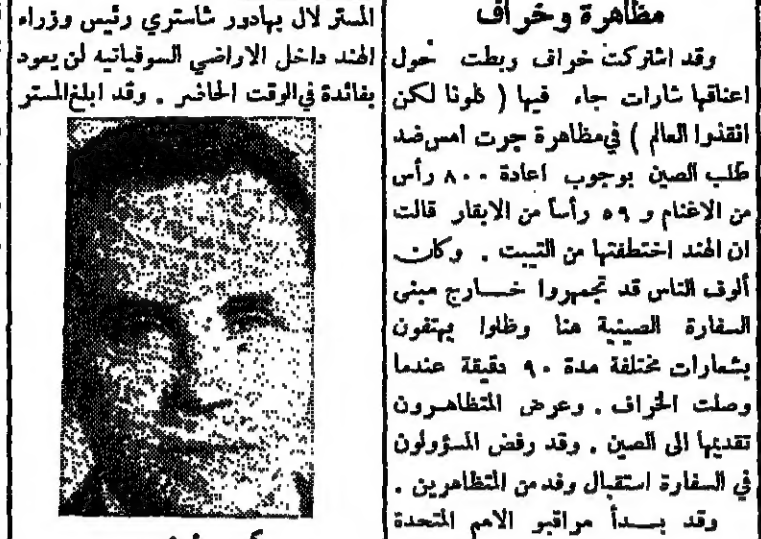 مظاهرة وخراف
وقد اشتركت خراف وربطت حول
اعناقها شارات جاء فيها ( كلونا لكن
انقذوا العالم ) في مظاهرة جرت امس ضد
طلب الصين بوجوب اعادة ٨٠٠ رأس
من الاغنام و ٥٩ رأساً من الابقار قالت
ان الهند اختطفتها من التيبت . وكان
ألوف الناس قد تجمهروا خارج مبنى
السفارة الصينية هنا وظلوا يهتفون
بشعارات مختلفة مدة ٩٠ دقيقة عندما
وصلت الخراف . وعرض المتظاهرون
تقديمها الى الصين . وقد رفض المسؤولون
في السفارة استقبال وفد من المتظاهرين .
وقد بدأ مراقبو الامم المتحدة
المستر لال بهادور شاستري رئيس وزراء
الهند داخل الاراضي السوفياتيه لن يعود
بفائدة في الوقت الحاضر . وقد ابلغ المستر